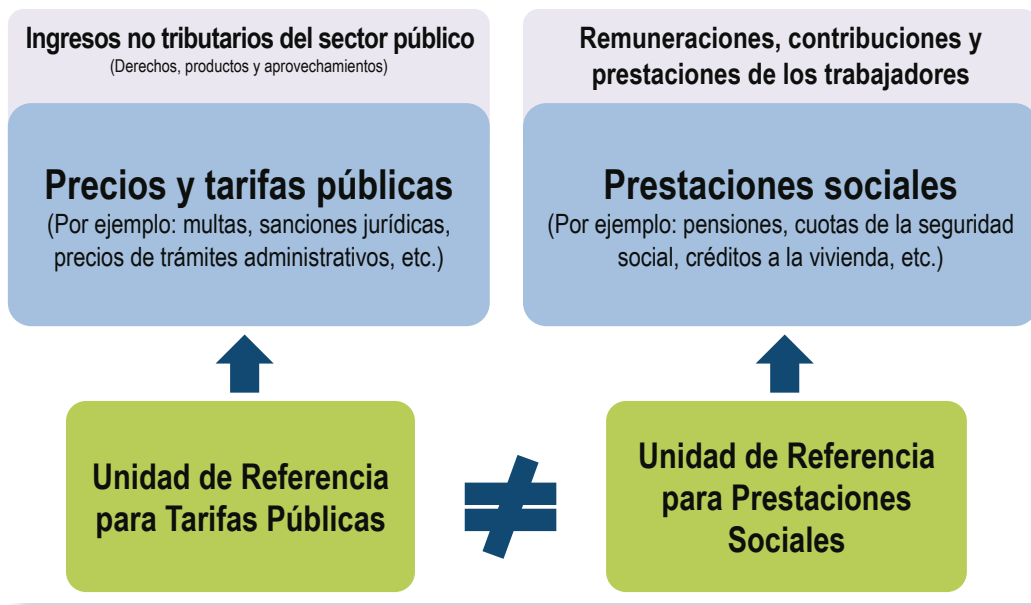 Ingresos no tributarios del sector público
(Derechos, productos y aprovechamientos)
Precios y tarifas públicas
(Por ejemplo: multas, sanciones jurídicas,
precios de trámites administrativos, etc.)
Unidad de Referencia
para Tarifas Públicas
≠
Remuneraciones, contribuciones y
prestaciones de los trabajadores
Prestaciones sociales
(Por ejemplo: pensiones, cuotas de la seguridad
social, créditos a la vivienda, etc.)
Unidad de Referencia
para Prestaciones
Sociales